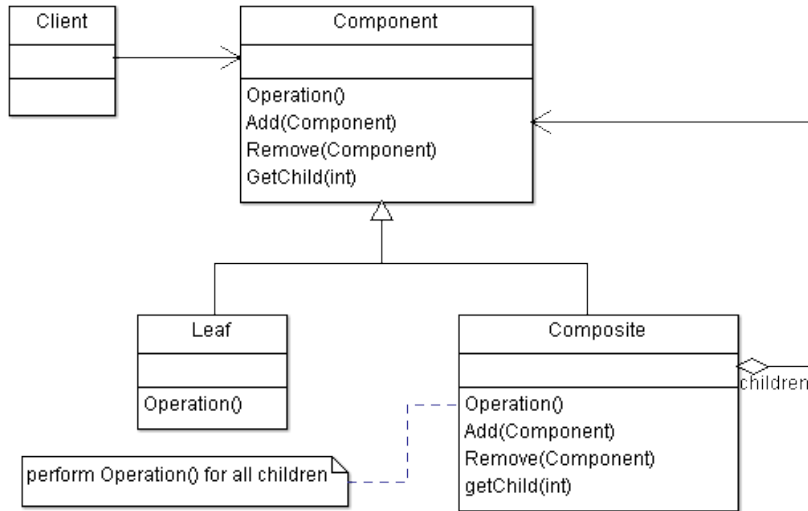 Client
Component
Operation()
Add(Component)
Remove(Component)
GetChild(int)
Leaf
Operation()
Composite
children
Operation()
Add(Component)
Remove(Component)
getChild(int)
perform Operation() for all children